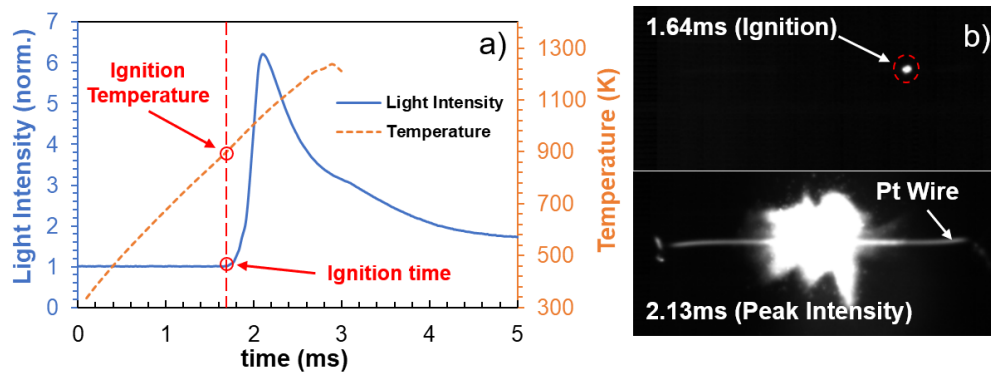 a)
Light Intensity (norm.)
7
6
5
4
3
2
1
0
Ignition
Temperature
Light Intensity
Temperature
Ignition time
0
1
2
3
4
5
time (ms)
1300
1100
900
700
500
300
Temperature (K)
b)
1.64ms (Ignition)
Pt Wire
2.13ms (Peak Intensity)